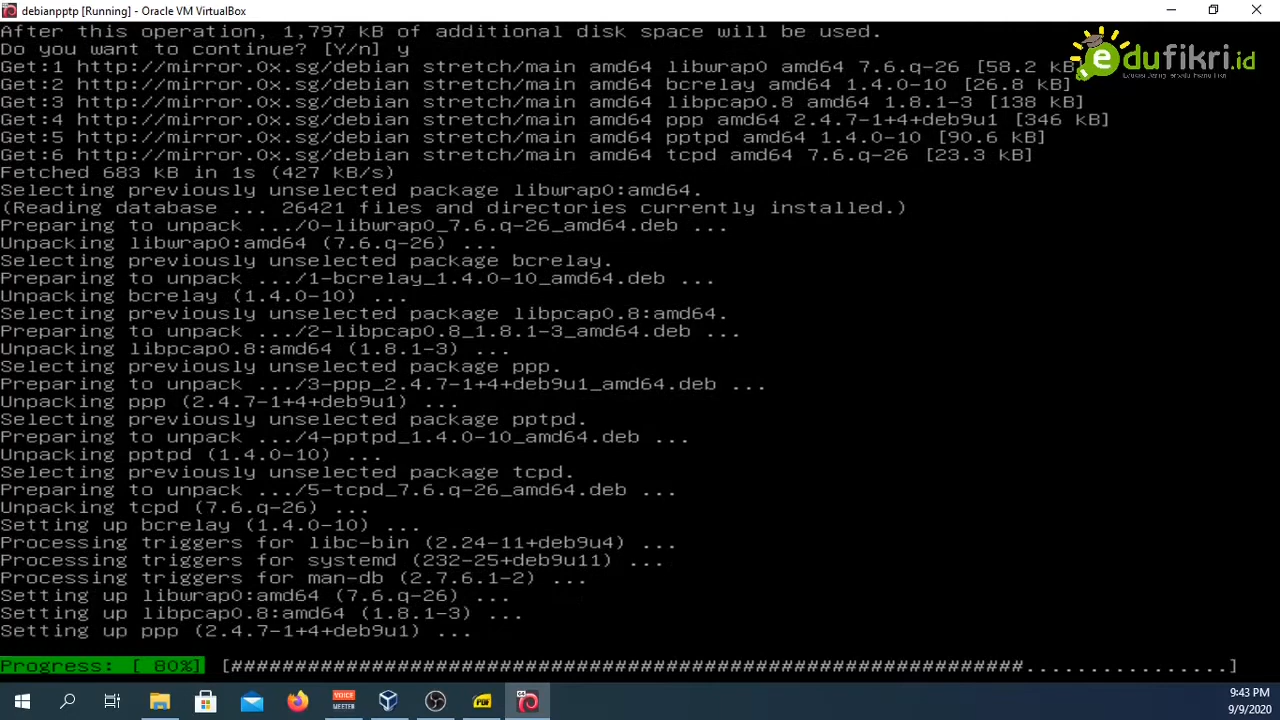 debianpptp [Running] - Oracle VM VirtualBox
After this operation, 1,797 kB of additional disk space will be used.
Do you want to continue? [Y/n] y
Get:1 http://mirror.0x.sg/debian stretch/main amd64 libwrap0 amd64 7.6.q-26 [58.2 kB]
Get:2 http://mirror.0x.sg/debian stretch/main amd64 bcrelay amd64 1.4.0-10 [26.8 kB]
Get:3 http://mirror.0x.sg/debian stretch/main amd64 libpcap0.8 amd64 1.8.1-3 [138 kB]
Get:4 http://mirror.0x.sg/debian stretch/main amd64 ppp amd64 2.4.7-1+4+deb9u1 [346 kB]
Get:5 http://mirror.0x.sg/debian stretch/main amd64 pptpd amd64 1.4.0-10 [90.6 kB]
Get:6 http://mirror.0x.sg/debian stretch/main amd64 tcpd amd64 7.6.q-26 [23.3 kB]
Fetched 683 kB in 1s (427 kB/s)
Selecting previously unselected package libwrap0:amd64.
(Reading database ... 26421 files and directories currently installed.)
Preparing to unpack .../0-libwrap0_7.6.q-26_amd64.deb ...
Unpacking libwrap0:amd64 (7.6.q-26) ...
Selecting previously unselected package bcrelay.
Preparing to unpack .../1-bcrelay_1.4.0-10_amd64.deb ...
Unpacking bcrelay (1.4.0-10) ...
Selecting previously unselected package libpcap0.8:amd64.
Preparing to unpack .../2-libpcap0.8_1.8.1-3_amd64.deb ...
Unpacking libpcap0.8:amd64 (1.8.1-3) ...
Selecting previously unselected package ppp.
Preparing to unpack .../3-ppp_2.4.7-1+4+deb9u1_amd64.deb ...
Unpacking ppp (2.4.7-1+4+deb9u1) ...
Selecting previously unselected package pptpd.
Preparing to unpack .../4-pptpd_1.4.0-10_amd64.deb ...
Unpacking pptpd (1.4.0-10) ...
Selecting previously unselected package tcpd.
Preparing to unpack .../5-tcpd_7.6.q-26_amd64.deb ...
Unpacking tcpd (7.6.q-26) ...
Setting up bcrelay (1.4.0-10) ...
Processing triggers for libc-bin (2.24-11+deb9u4) ...
Processing triggers for systemd (232-25+deb9u11) ...
Processing triggers for man-db (2.7.6.1-2) ...
Setting up libwrap0:amd64 (7.6.q-26) ...
Setting up libpcap0.8:amd64 (1.8.1-3) ...
Setting up ppp (2.4.7-1+4+deb9u1) ...
Progress: [ 80%] [##############################################################................]
edufikri.id
VOICE
MEETER
PDF
64
9:43 PM
9/9/2020